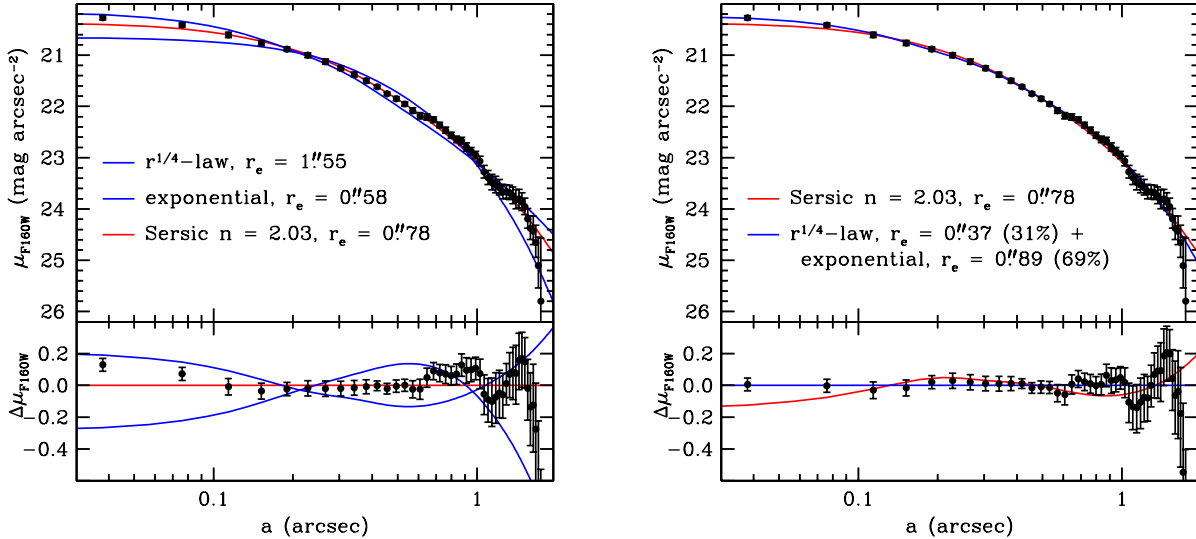 21
22
23
24
25
26
μF160W (mag arcsec−2)
r1/4−law, re = 1."55
exponential, re = 0."58
Sersic n = 2.03, re = 0."78
0.2
0.0
−0.2
−0.4
ΔμF160W
0.1
1
a (arcsec)
21
22
23
24
25
26
μF160W (mag arcsec−2)
Sersic n = 2.03, re = 0."78
r1/4−law, re = 0."37 (31%) +
exponential, re = 0."89 (69%)
0.2
0.0
−0.2
−0.4
ΔμF160W
0.1
1
a (arcsec)